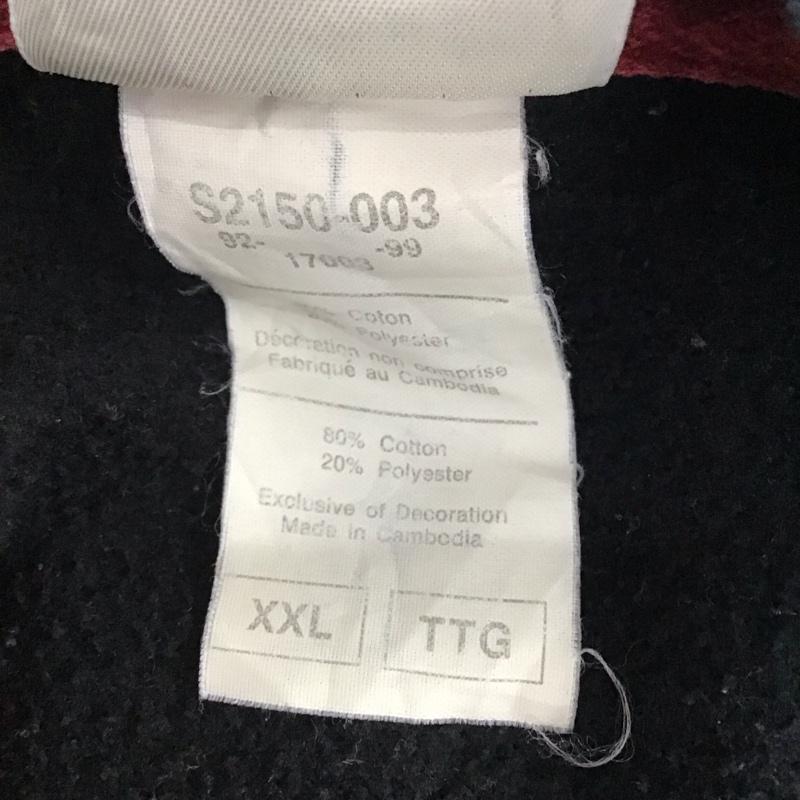 S2150-003
92- -99
17003
Coton
Polyester
Décoration non comprise
Fabriqué au Cambodia
80% Cotton
20% Polyester
Exclusive of Decoration
Made in Cambodia
XXL TTG